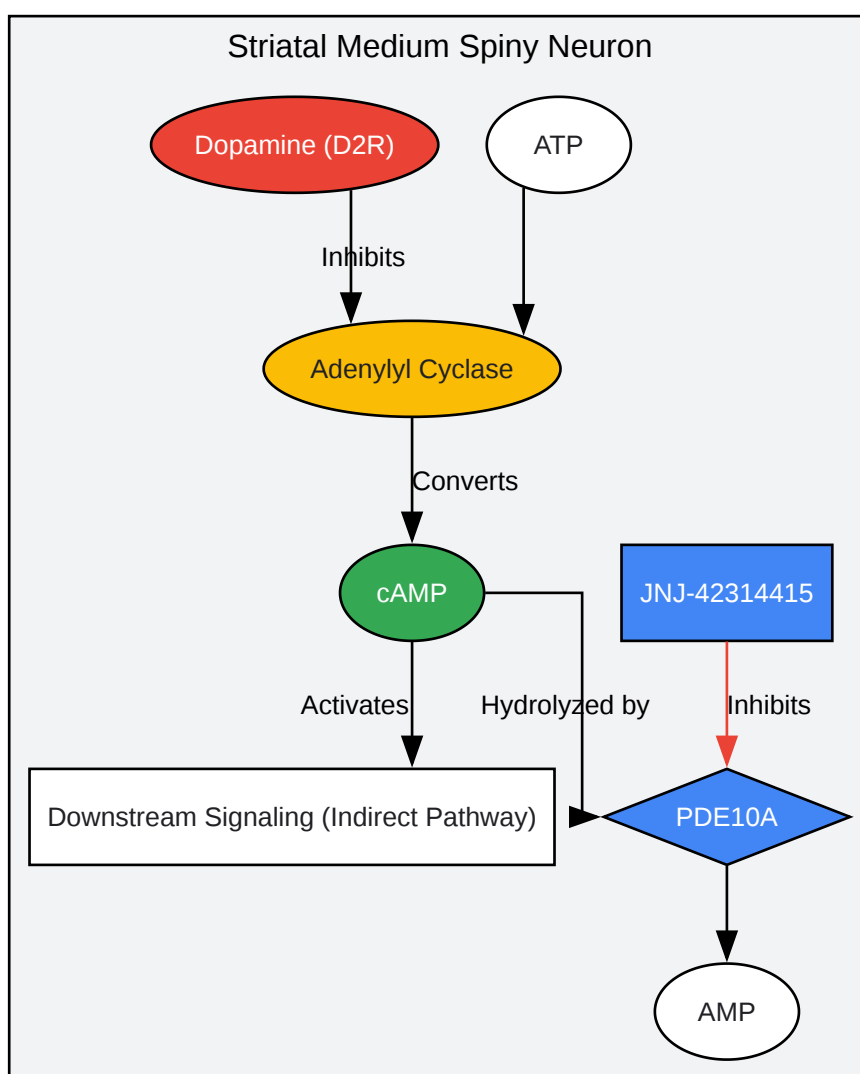 Striatal Medium Spiny Neuron
Dopamine (D2R)
ATP
Inhibits
Adenylyl Cyclase
Converts
cAMP
JNJ-42314415
Activates
Hydrolyzed by
Inhibits
Downstream Signaling (Indirect Pathway)
PDE10A
AMP